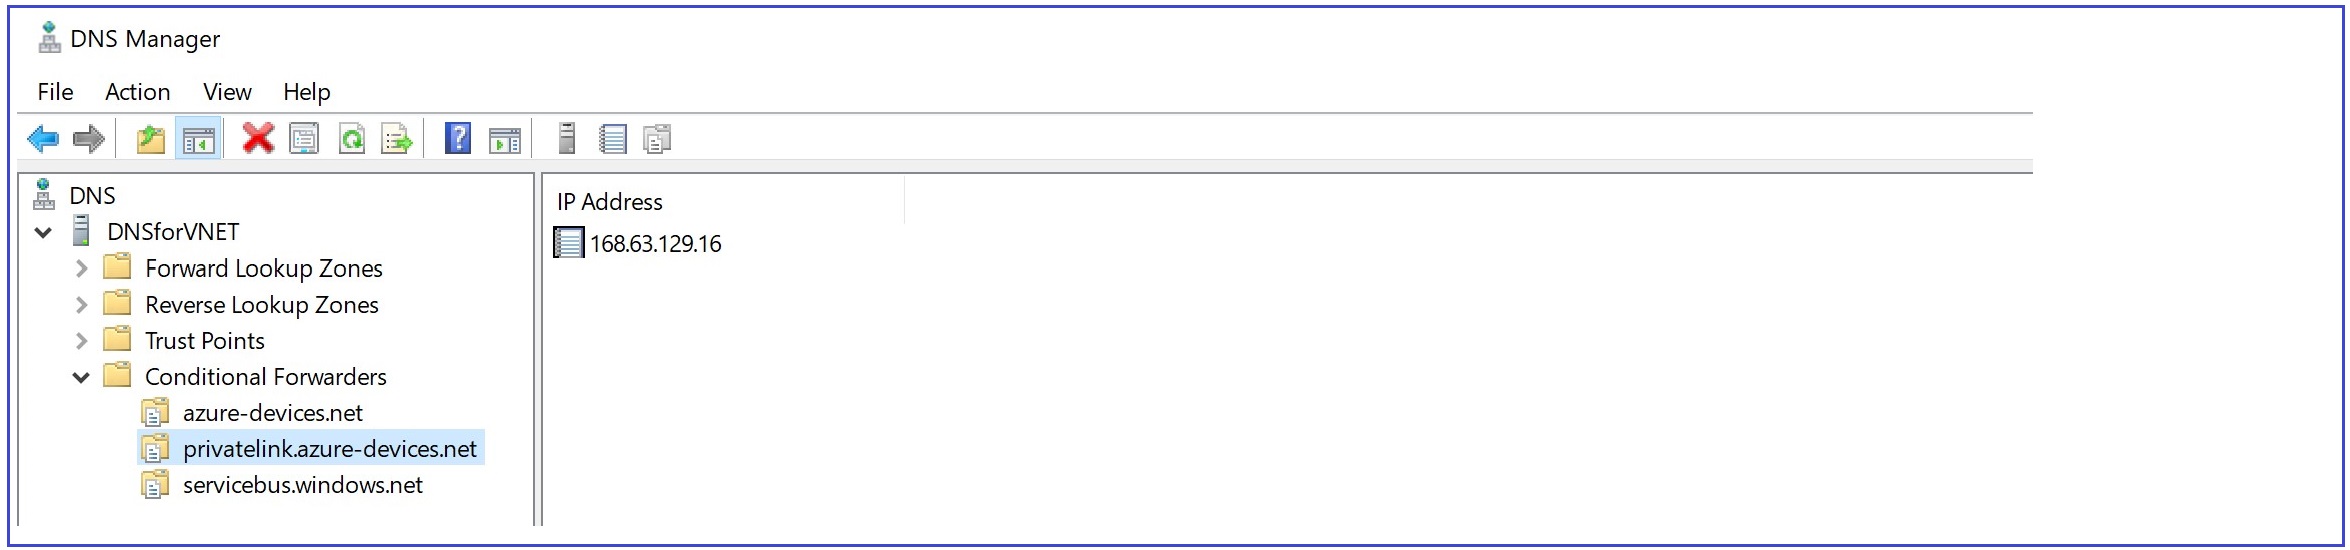 DNS Manager
File Action View Help
DNS
DNSforVNET
Forward Lookup Zones
Reverse Lookup Zones
Trust Points
Conditional Forwarders
azure-devices.net
privatelink.azure-devices.net
servicebus.windows.net
IP Address
168.63.129.16